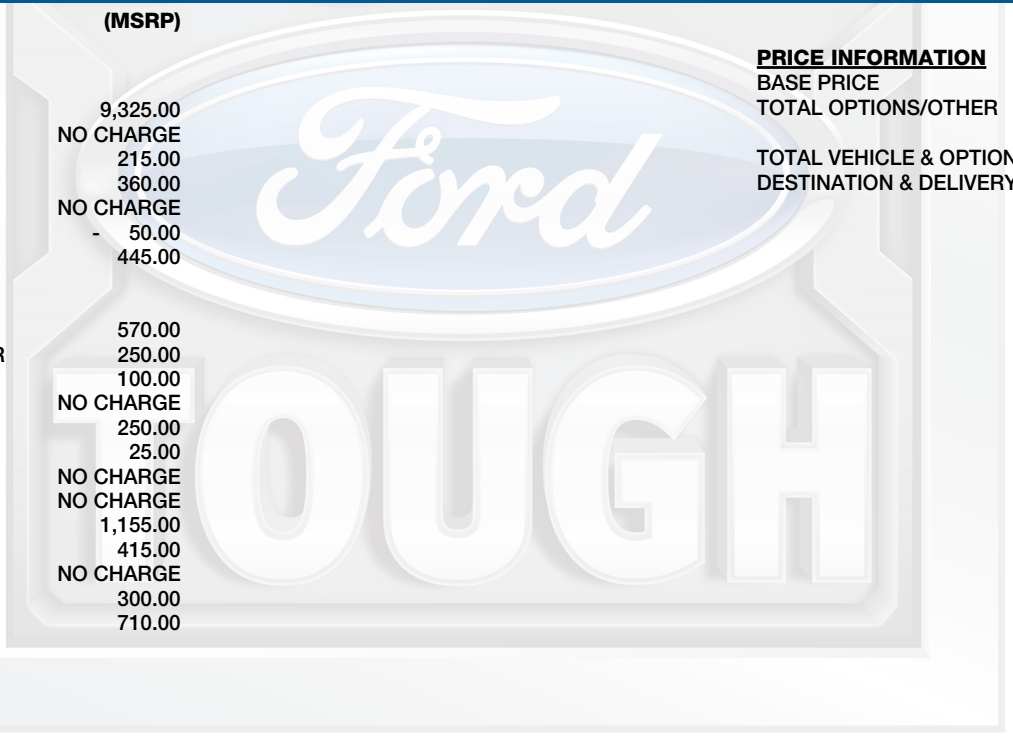 (MSRP)
9,325.00
NO CHARGE
215.00
360.00
NO CHARGE
- 50.00
445.00
570.00
R 250.00
100.00
NO CHARGE
250.00
25.00
NO CHARGE
NO CHARGE
1,155.00
415.00
NO CHARGE
300.00
710.00
PRICE INFORMATION
BASE PRICE
TOTAL OPTIONS/OTHER
TOTAL VEHICLE & OPTION
DESTINATION & DELIVERY
Ford
TOUGH